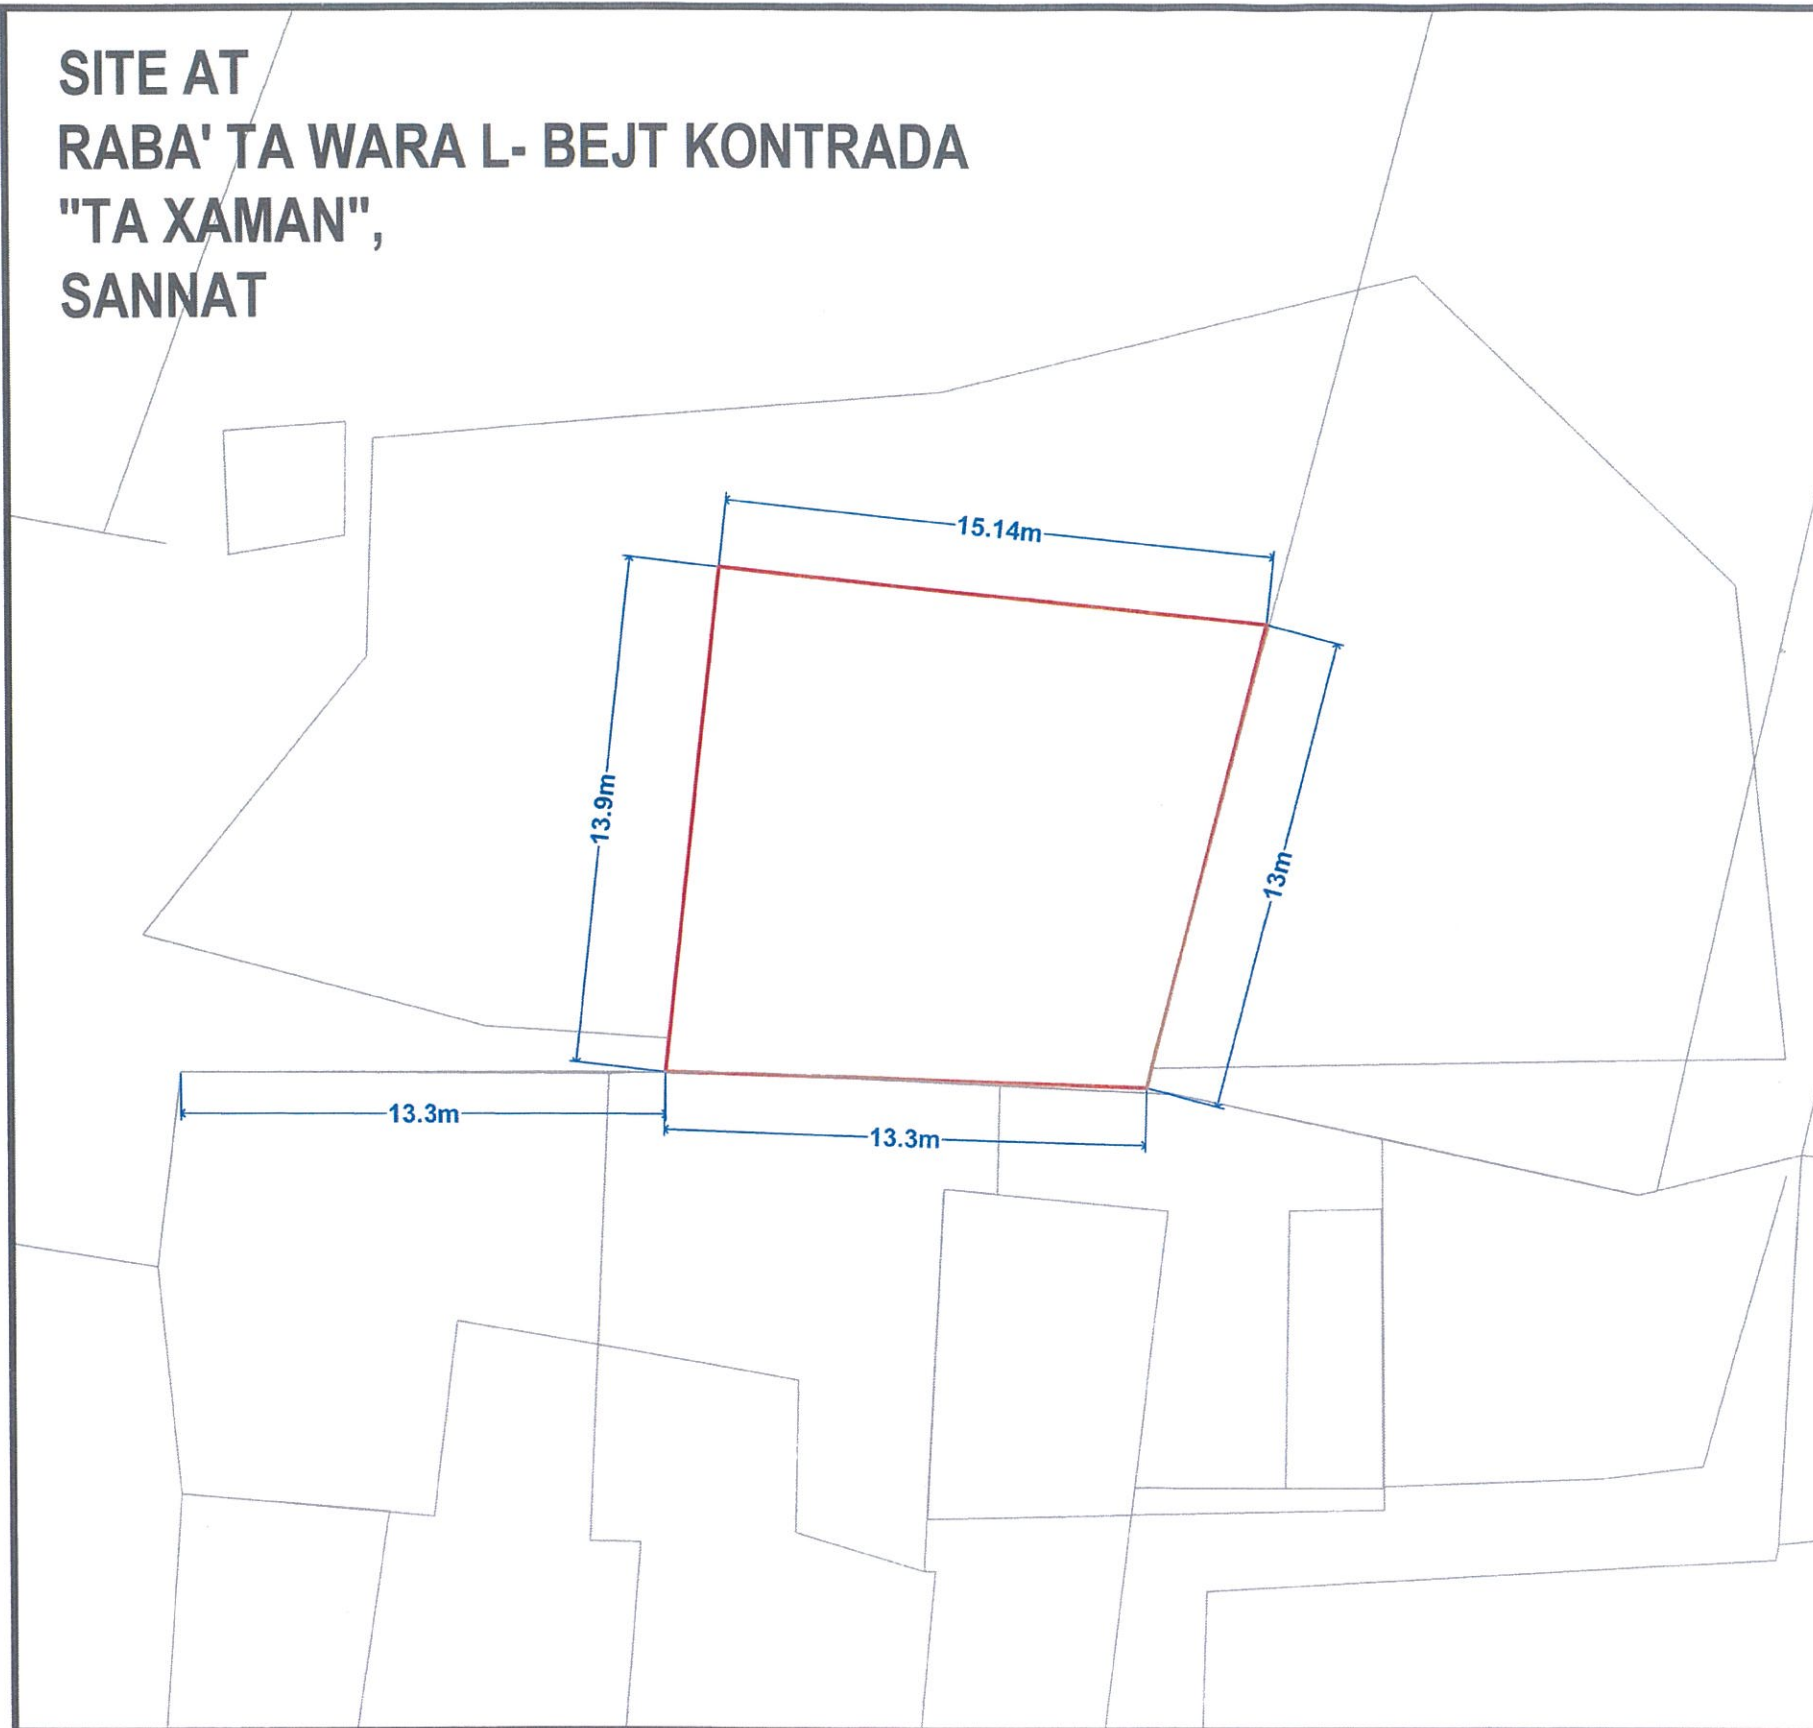 SITE AT
RABA' TA WARA L- BEJT KONTRADA
"TA XAMAN",
SANNAT
15.14m
13.9m
13m
13.3m
13.3m